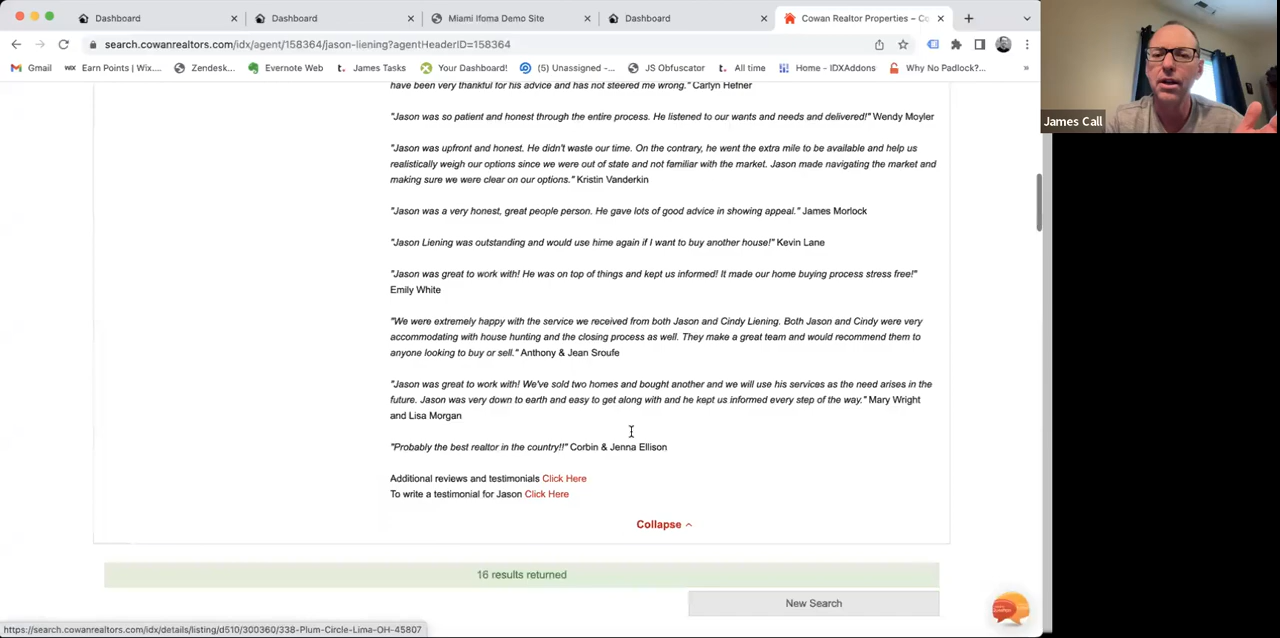 Dashboard
Dashboard
Miami Ifoma Demo Site
Dashboard
Cowan Realtor Properties – Co
search.cowanrealtors.com/idx/agent/158364/jason-liening?agentHeaderID=158364
Gmail
Earn Points | Wix....
Zendesk...
Evernote Web
James Tasks
Your Dashboard!
(5) Unassigned -...
JS Obfuscator
All time
Home - IDXAddons
Why No Padlock?...
»
James Call
have been very thankful for his advice and has not steered me wrong." Carlyn Hefner
"Jason was so patient and honest through the entire process. He listened to our wants and needs and delivered!" Wendy Moyler
"Jason was upfront and honest. He didn't waste our time. On the contrary, he went the extra mile to be available and help us
realistically weigh our options since we were out of state and not familiar with the market. Jason made navigating the market and
making sure we were clear on our options." Kristin Vanderkin
"Jason was a very honest, great people person. He gave lots of good advice in showing appeal." James Morlock
"Jason Liening was outstanding and would use hime again if I want to buy another house!" Kevin Lane
"Jason was great to work with! He was on top of things and kept us informed! It made our home buying process stress free!"
Emily White
"We were extremely happy with the service we received from both Jason and Cindy Liening. Both Jason and Cindy were very
accommodating with house hunting and the closing process as well. They make a great team and would recommend them to
anyone looking to buy or sell." Anthony & Jean Sroufe
"Jason was great to work with! We've sold two homes and bought another and we will use his services as the need arises in the
future. Jason was very down to earth and easy to get along with and he kept us informed every step of the way." Mary Wright
and Lisa Morgan
"Probably the best realtor in the country!!" Corbin & Jenna Ellison
Additional reviews and testimonials Click Here
To write a testimonial for Jason Click Here
Collapse
16 results returned
New Search
https://search.cowanrealtors.com/idx/details/listing/d510/300360/338-Plum-Circle-Lima-OH-45807